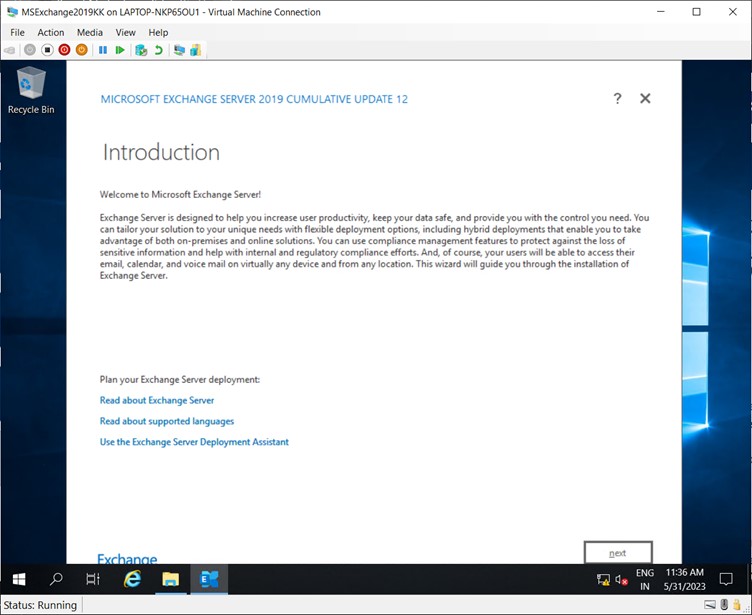 MSExchange2019KK on LAPTOP-NKP65OU1 - Virtual Machine Connection
File Action Media View Help
Recycle Bin
MICROSOFT EXCHANGE SERVER 2019 CUMULATIVE UPDATE 12
?
Introduction
Welcome to Microsoft Exchange Server!
Exchange Server is designed to help you increase user productivity, keep your data safe, and provide you with the control you need. You
can tailor your solution to your unique needs with flexible deployment options, including hybrid deployments that enable you to take
advantage of both on-premises and online solutions. You can use compliance management features to protect against the loss of
sensitive information and help with internal and regulatory compliance efforts. And, of course, your users will be able to access their
email, calendar, and voice mail on virtually any device and from any location. This wizard will guide you through the installation of
Exchange Server.
Plan your Exchange Server deployment:
Read about Exchange Server
Read about supported languages
Use the Exchange Server Deployment Assistant
Exchange
next
ENG 11:36 AM
IN 5/31/2023
Status: Running